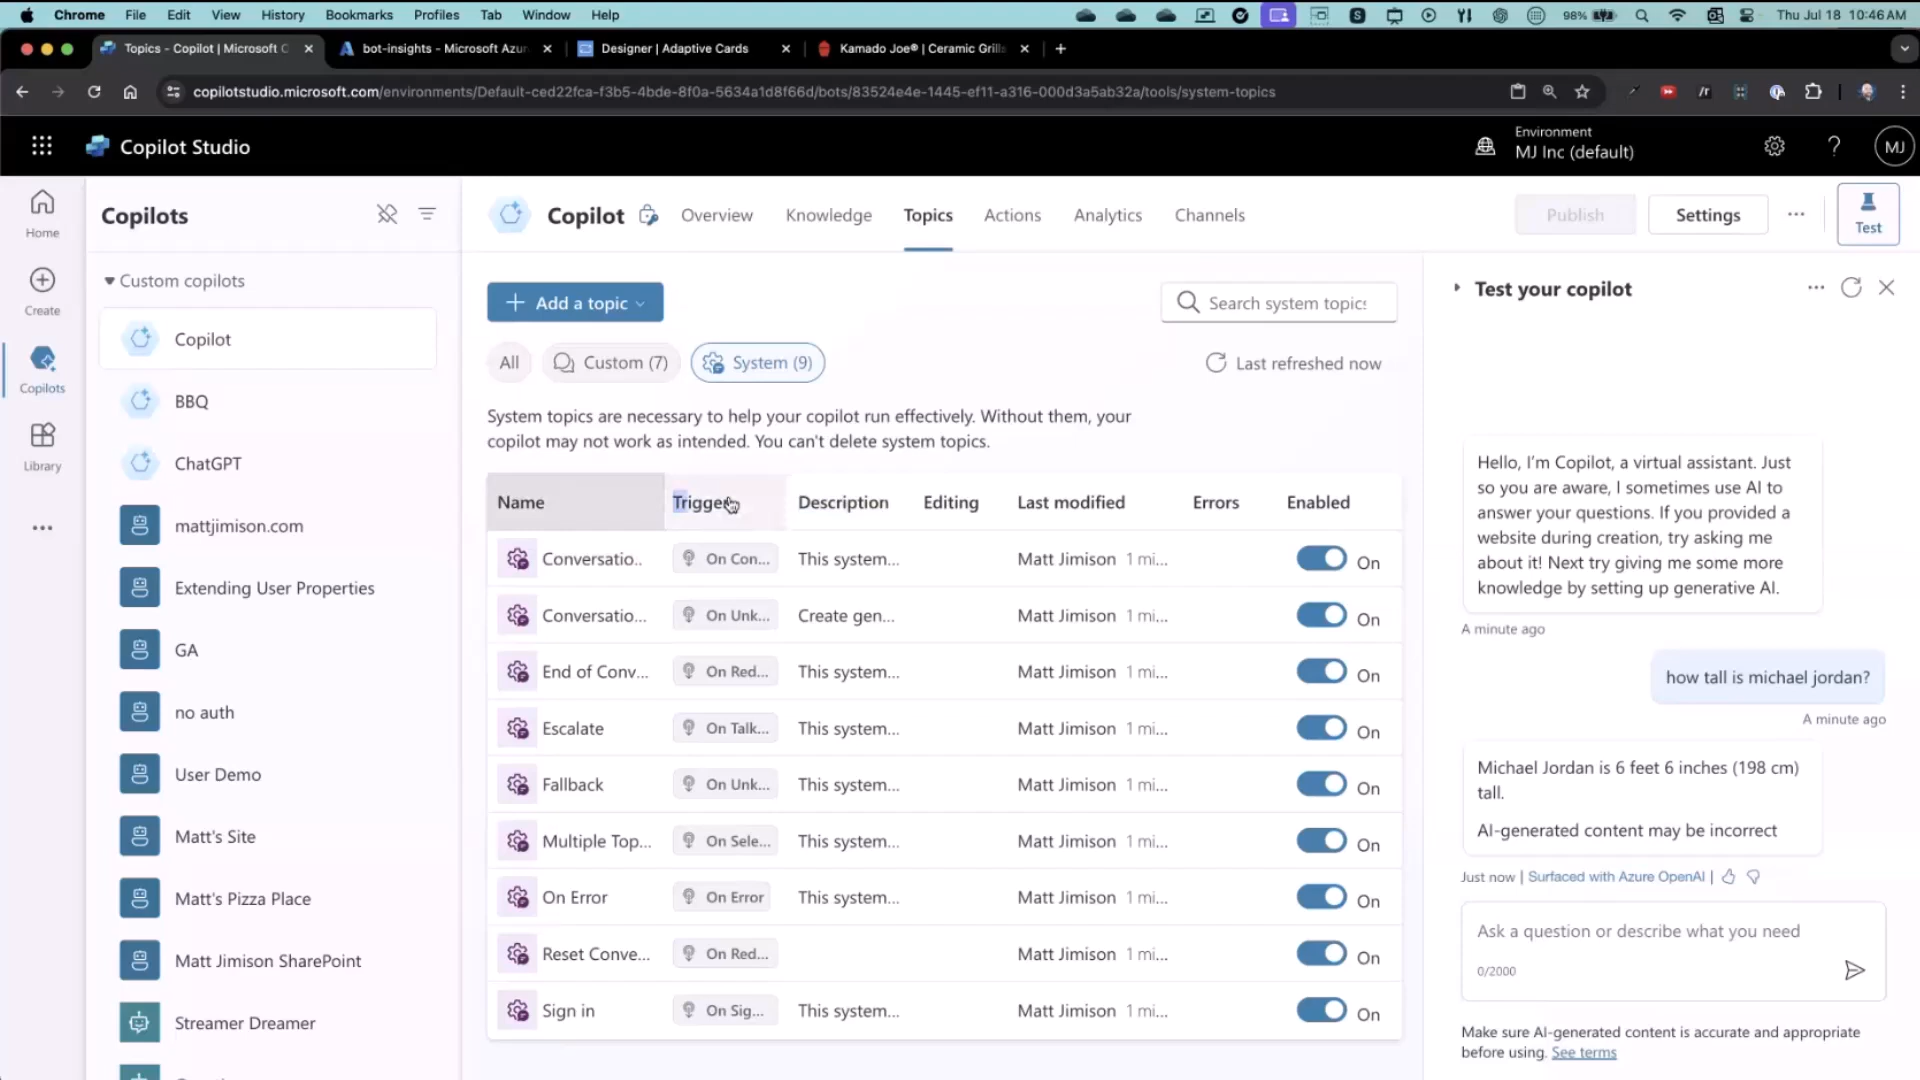 Chrome File Edit View History Bookmarks Profiles Tab Window Help 98% Thu Jul 18 10:46 AM
Topics - Copilot | Microsoft C bot-insights - Microsoft Azur Designer | Adaptive Cards Kamado Joe® | Ceramic Grills
copilotstudio.microsoft.com/environments/Default-ced22fca-f3b5-4bde-8f0a-5634a1d8f66d/bots/83524e4e-1445-ef11-a316-000d3a5ab32a/tools/system-topics
Copilot Studio
Environment
MJ Inc (default)
MJ
Home
Create
Copilots
Library
Copilots
Custom copilots
Copilot
BBQ
ChatGPT
mattjimison.com
Extending User Properties
GA
no auth
User Demo
Matt's Site
Matt's Pizza Place
Matt Jimison SharePoint
Streamer Dreamer
Copilot Overview Knowledge Topics Actions Analytics Channels
Publish Settings Test
Add a topic
Search system topics
All Custom (7) System (9)
Last refreshed now
System topics are necessary to help your copilot run effectively. Without them, your
copilot may not work as intended. You can't delete system topics.
Name Trigger Description Editing Last modified Errors Enabled
Conversatio.. On Con... This system... Matt Jimison 1 mi... On
Conversatio... On Unk... Create gen... Matt Jimison 1 mi... On
End of Conv... On Red... This system... Matt Jimison 1 mi... On
Escalate On Talk... This system... Matt Jimison 1 mi... On
Fallback On Unk... This system... Matt Jimison 1 mi... On
Multiple Top... On Sele... This system... Matt Jimison 1 mi... On
On Error On Error This system... Matt Jimison 1 mi... On
Reset Conve... On Red... Matt Jimison 1 mi... On
Sign in On Sig... This system... Matt Jimison 1 mi... On
Test your copilot
Hello, I'm Copilot, a virtual assistant. Just
so you are aware, I sometimes use AI to
answer your questions. If you provided a
website during creation, try asking me
about it! Next try giving me some more
knowledge by setting up generative AI.
A minute ago
how tall is michael jordan?
A minute ago
Michael Jordan is 6 feet 6 inches (198 cm)
tall.
AI-generated content may be incorrect
Just now | Surfaced with Azure OpenAI |
Ask a question or describe what you need
0/2000
Make sure AI-generated content is accurate and appropriate
before using. See terms